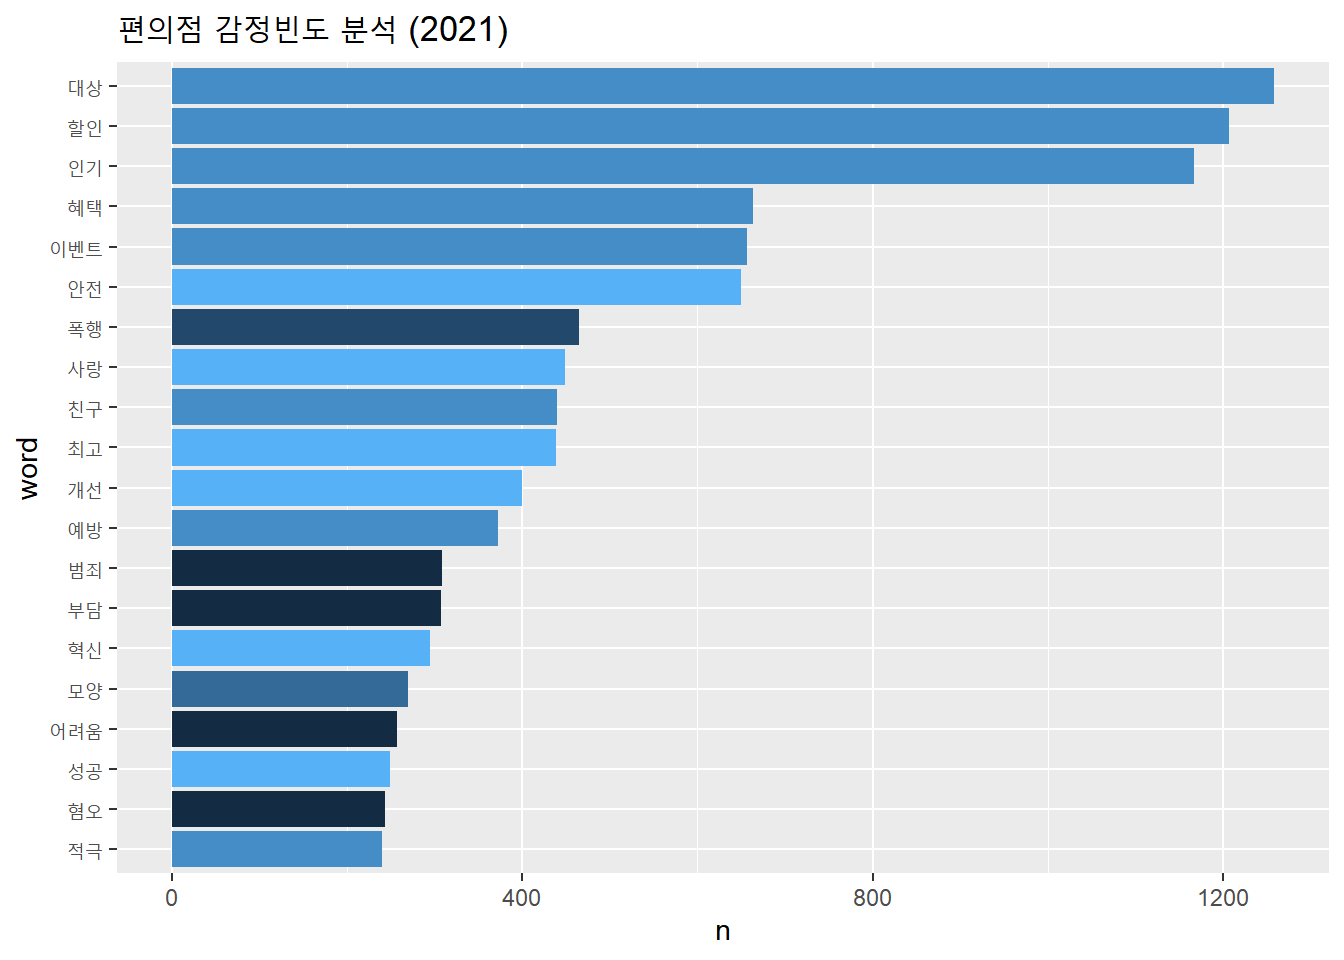 편의점 감정빈도 분석 (2021)
word
대상
할인
인기
혜택
이벤트
안전
폭행
사랑
친구
최고
개선
예방
범죄
부담
혁신
모양
어려움
성공
혐오
적극
0 400 800 1200
n